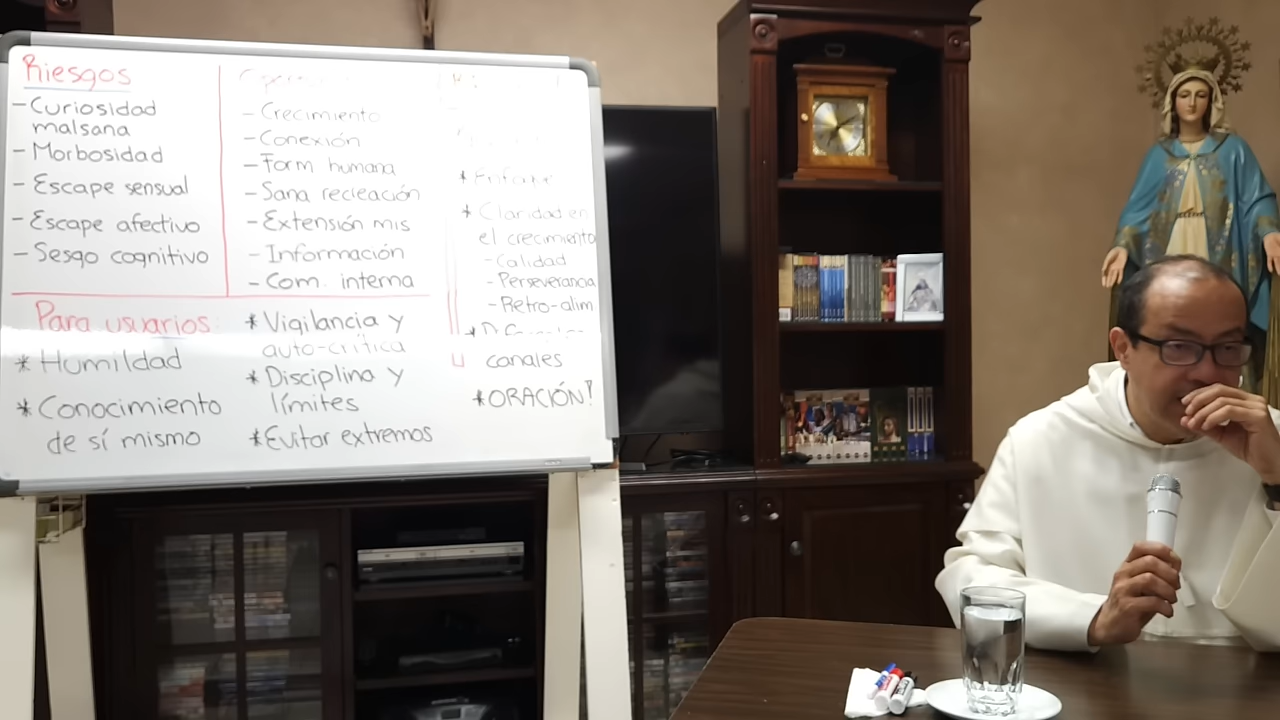 Riesgos
- Curiosidad
malsana
- Morbosidad
- Escape sensual
- Escape afectivo
- Sesgo cognitivo
- Crecimiento
- Conexión
- Form humana
- Sana recreación
- Extensión mis
- Información
- Com. interna
Para usuarios
* Humildad
* Conocimiento
de sí mismo
* Vigilancia y
auto-crítica
* Disciplina y
límites
* Evitar extremos
* Enfoque
* Claridad en
el crecimiento
- Calidad
- Perseverancia
- Retro-alim
canales
* ORACIÓN!